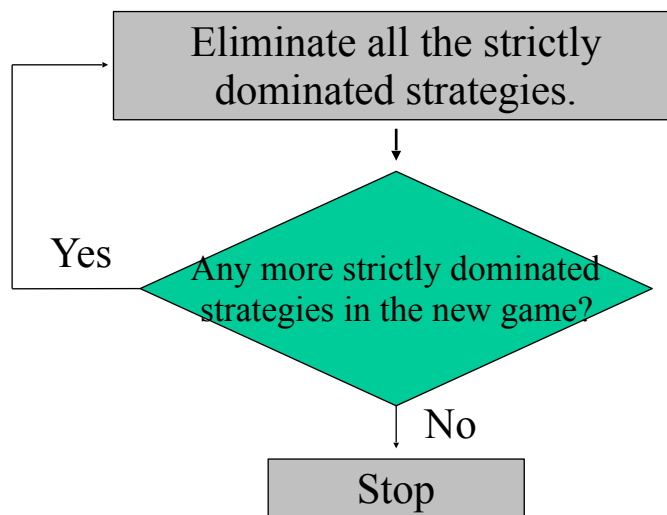 Eliminate all the strictly
dominated strategies.
Yes
Any more strictly dominated
strategies in the new game?
No
Stop